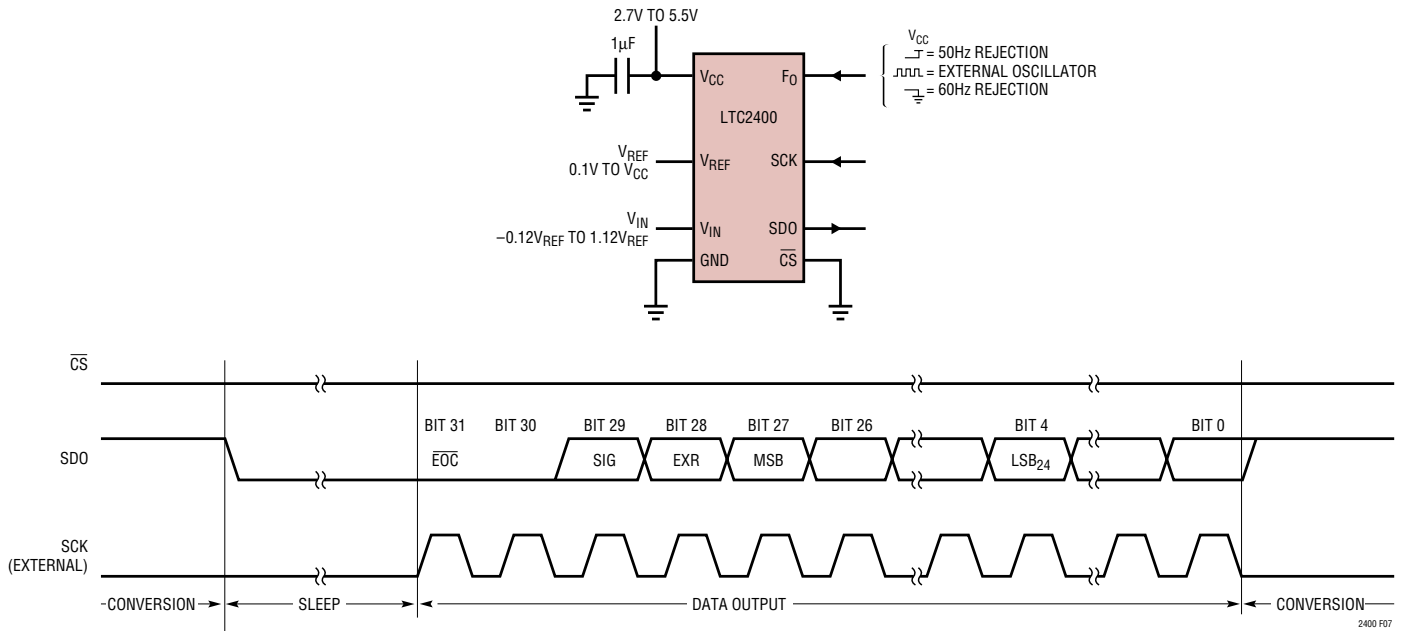 2.7V TO 5.5V
1µF
VCC
FO
LTC2400
VREF
0.1V TO VCC
VREF
SCK
VIN
−0.12VREF TO 1.12VREF
VIN
SDO
GND
CS
VCC
= 50Hz REJECTION
= EXTERNAL OSCILLATOR
= 60Hz REJECTION
CS
BIT 31 BIT 30 BIT 29 BIT 28 BIT 27 BIT 26 BIT 4 BIT 0
SDO
EOC SIG EXR MSB LSB24
SCK
(EXTERNAL)
CONVERSION SLEEP DATA OUTPUT CONVERSION
2400 F07